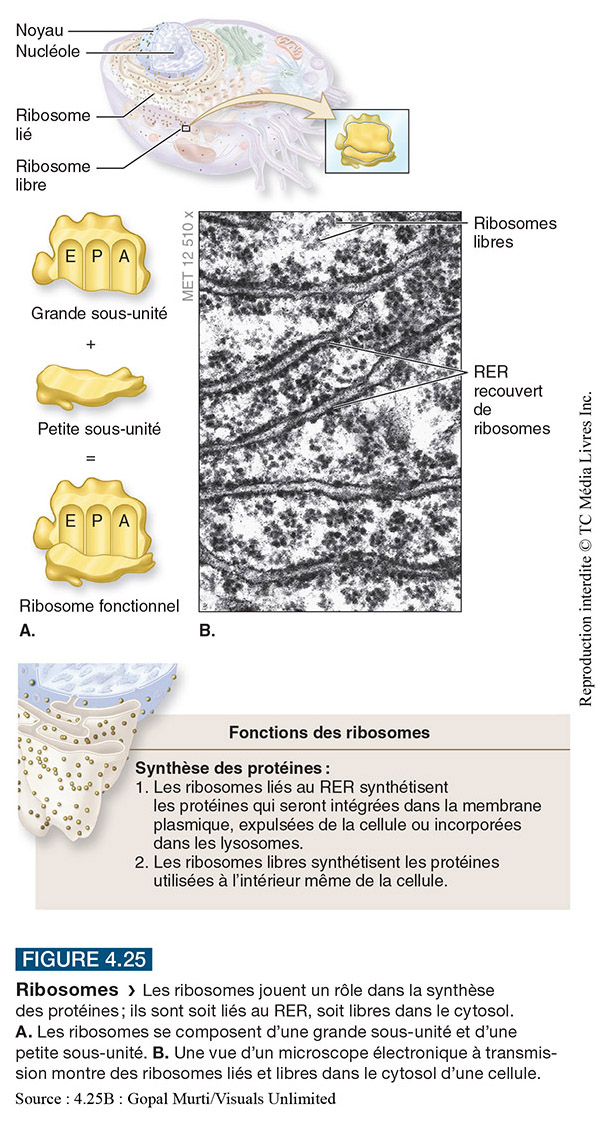 Noyau
Nucléole
Ribosome
lié
Ribosome
libre
E P A
Grande sous-unité
+
Petite sous-unité
=
E P A
Ribosome fonctionnel
A.
MET 12 510 x
Ribosomes
libres
RER
recouvert
de
ribosomes
B.
Reproduction interdite © TC Média Livres Inc.
Fonctions des ribosomes
Synthèse des protéines :
1. Les ribosomes liés au RER synthétisent
les protéines qui seront intégrées dans la membrane
plasmique, expulsées de la cellule ou incorporées
dans les lysosomes.
2. Les ribosomes libres synthétisent les protéines
utilisées à l’intérieur même de la cellule.
FIGURE 4.25
Ribosomes › Les ribosomes jouent un rôle dans la synthèse
des protéines ; ils sont soit liés au RER, soit libres dans le cytosol.
A. Les ribosomes se composent d’une grande sous-unité et d’une
petite sous-unité. B. Une vue d’un microscope électronique à transmis-
sion montre des ribosomes liés et libres dans le cytosol d’une cellule.
Source : 4.25B : Gopal Murti/Visuals Unlimited